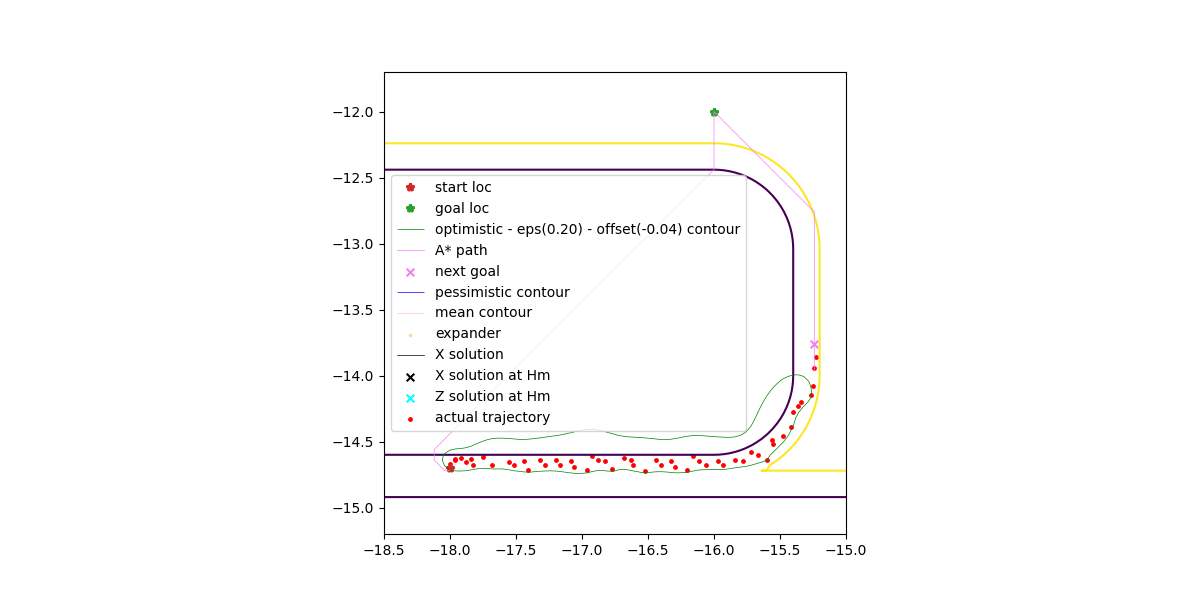 −12.0
−12.5
−13.0
−13.5
−14.0
−14.5
−15.0
start loc
goal loc
optimistic - eps(0.20) - offset(-0.04) contour
A* path
next goal
pessimistic contour
mean contour
expander
X solution
X solution at Hm
Z solution at Hm
actual trajectory
−18.5 −18.0 −17.5 −17.0 −16.5 −16.0 −15.5 −15.0